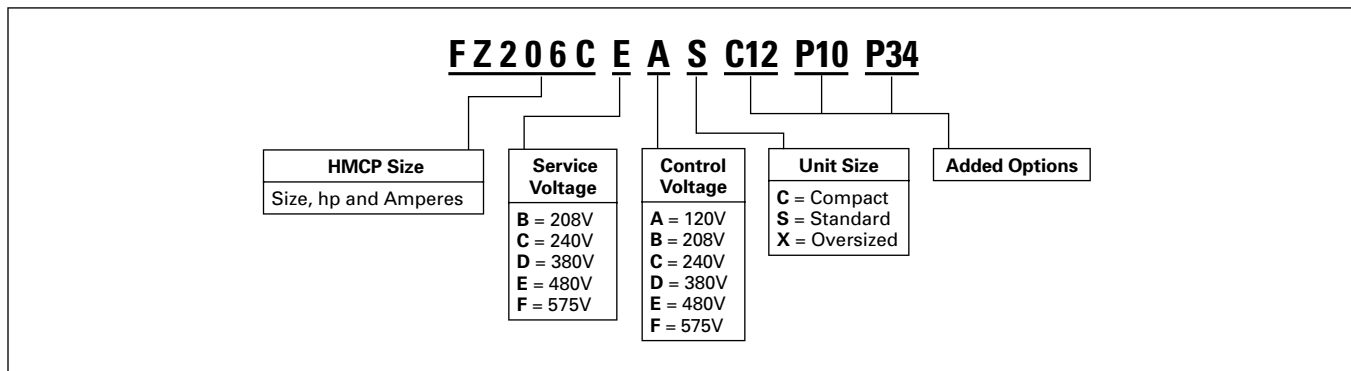 FZ206C E A S C12 P10 P34
HMCP Size
Size, hp and Amperes
Service
Voltage
B = 208V
C = 240V
D = 380V
E = 480V
F = 575V
Control
Voltage
A = 120V
B = 208V
C = 240V
D = 380V
E = 480V
F = 575V
Unit Size
C = Compact
S = Standard
X = Oversized
Added Options